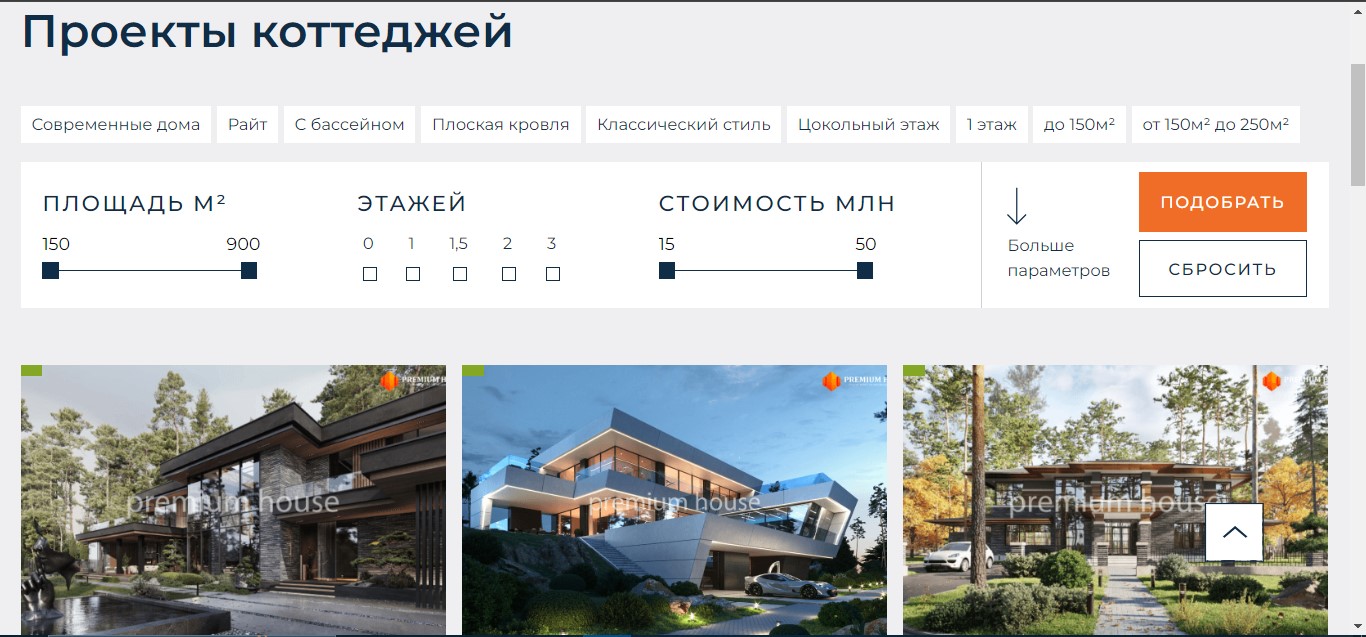 Проекты коттеджей
Современные дома Райт С бассейном Плоская кровля Классический стиль Цокольный этаж 1 этаж до 150м² от 150м² до 250м²
ПЛОЩАДЬ М² ЭТАЖЕЙ СТОИМОСТЬ МЛН
150 900 0 1 1,5 2 3 15 50
Больше
параметров
ПОДОБРАТЬ
СБРОСИТЬ
PREMIUM H PREMIUM H PREMIUM H
premium house premium house premium house